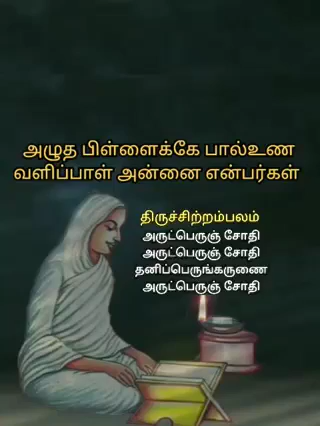 அழுத பிள்ளைக்கே பால்உண
வளிப்பாள் அன்னை என்பர்கள்
திருச்சிற்றம்பலம்
அருட்பெருஞ் சோதி
அருட்பெருஞ் சோதி
தனிப்பெருங்கருணை
அருட்பெருஞ் சோதி